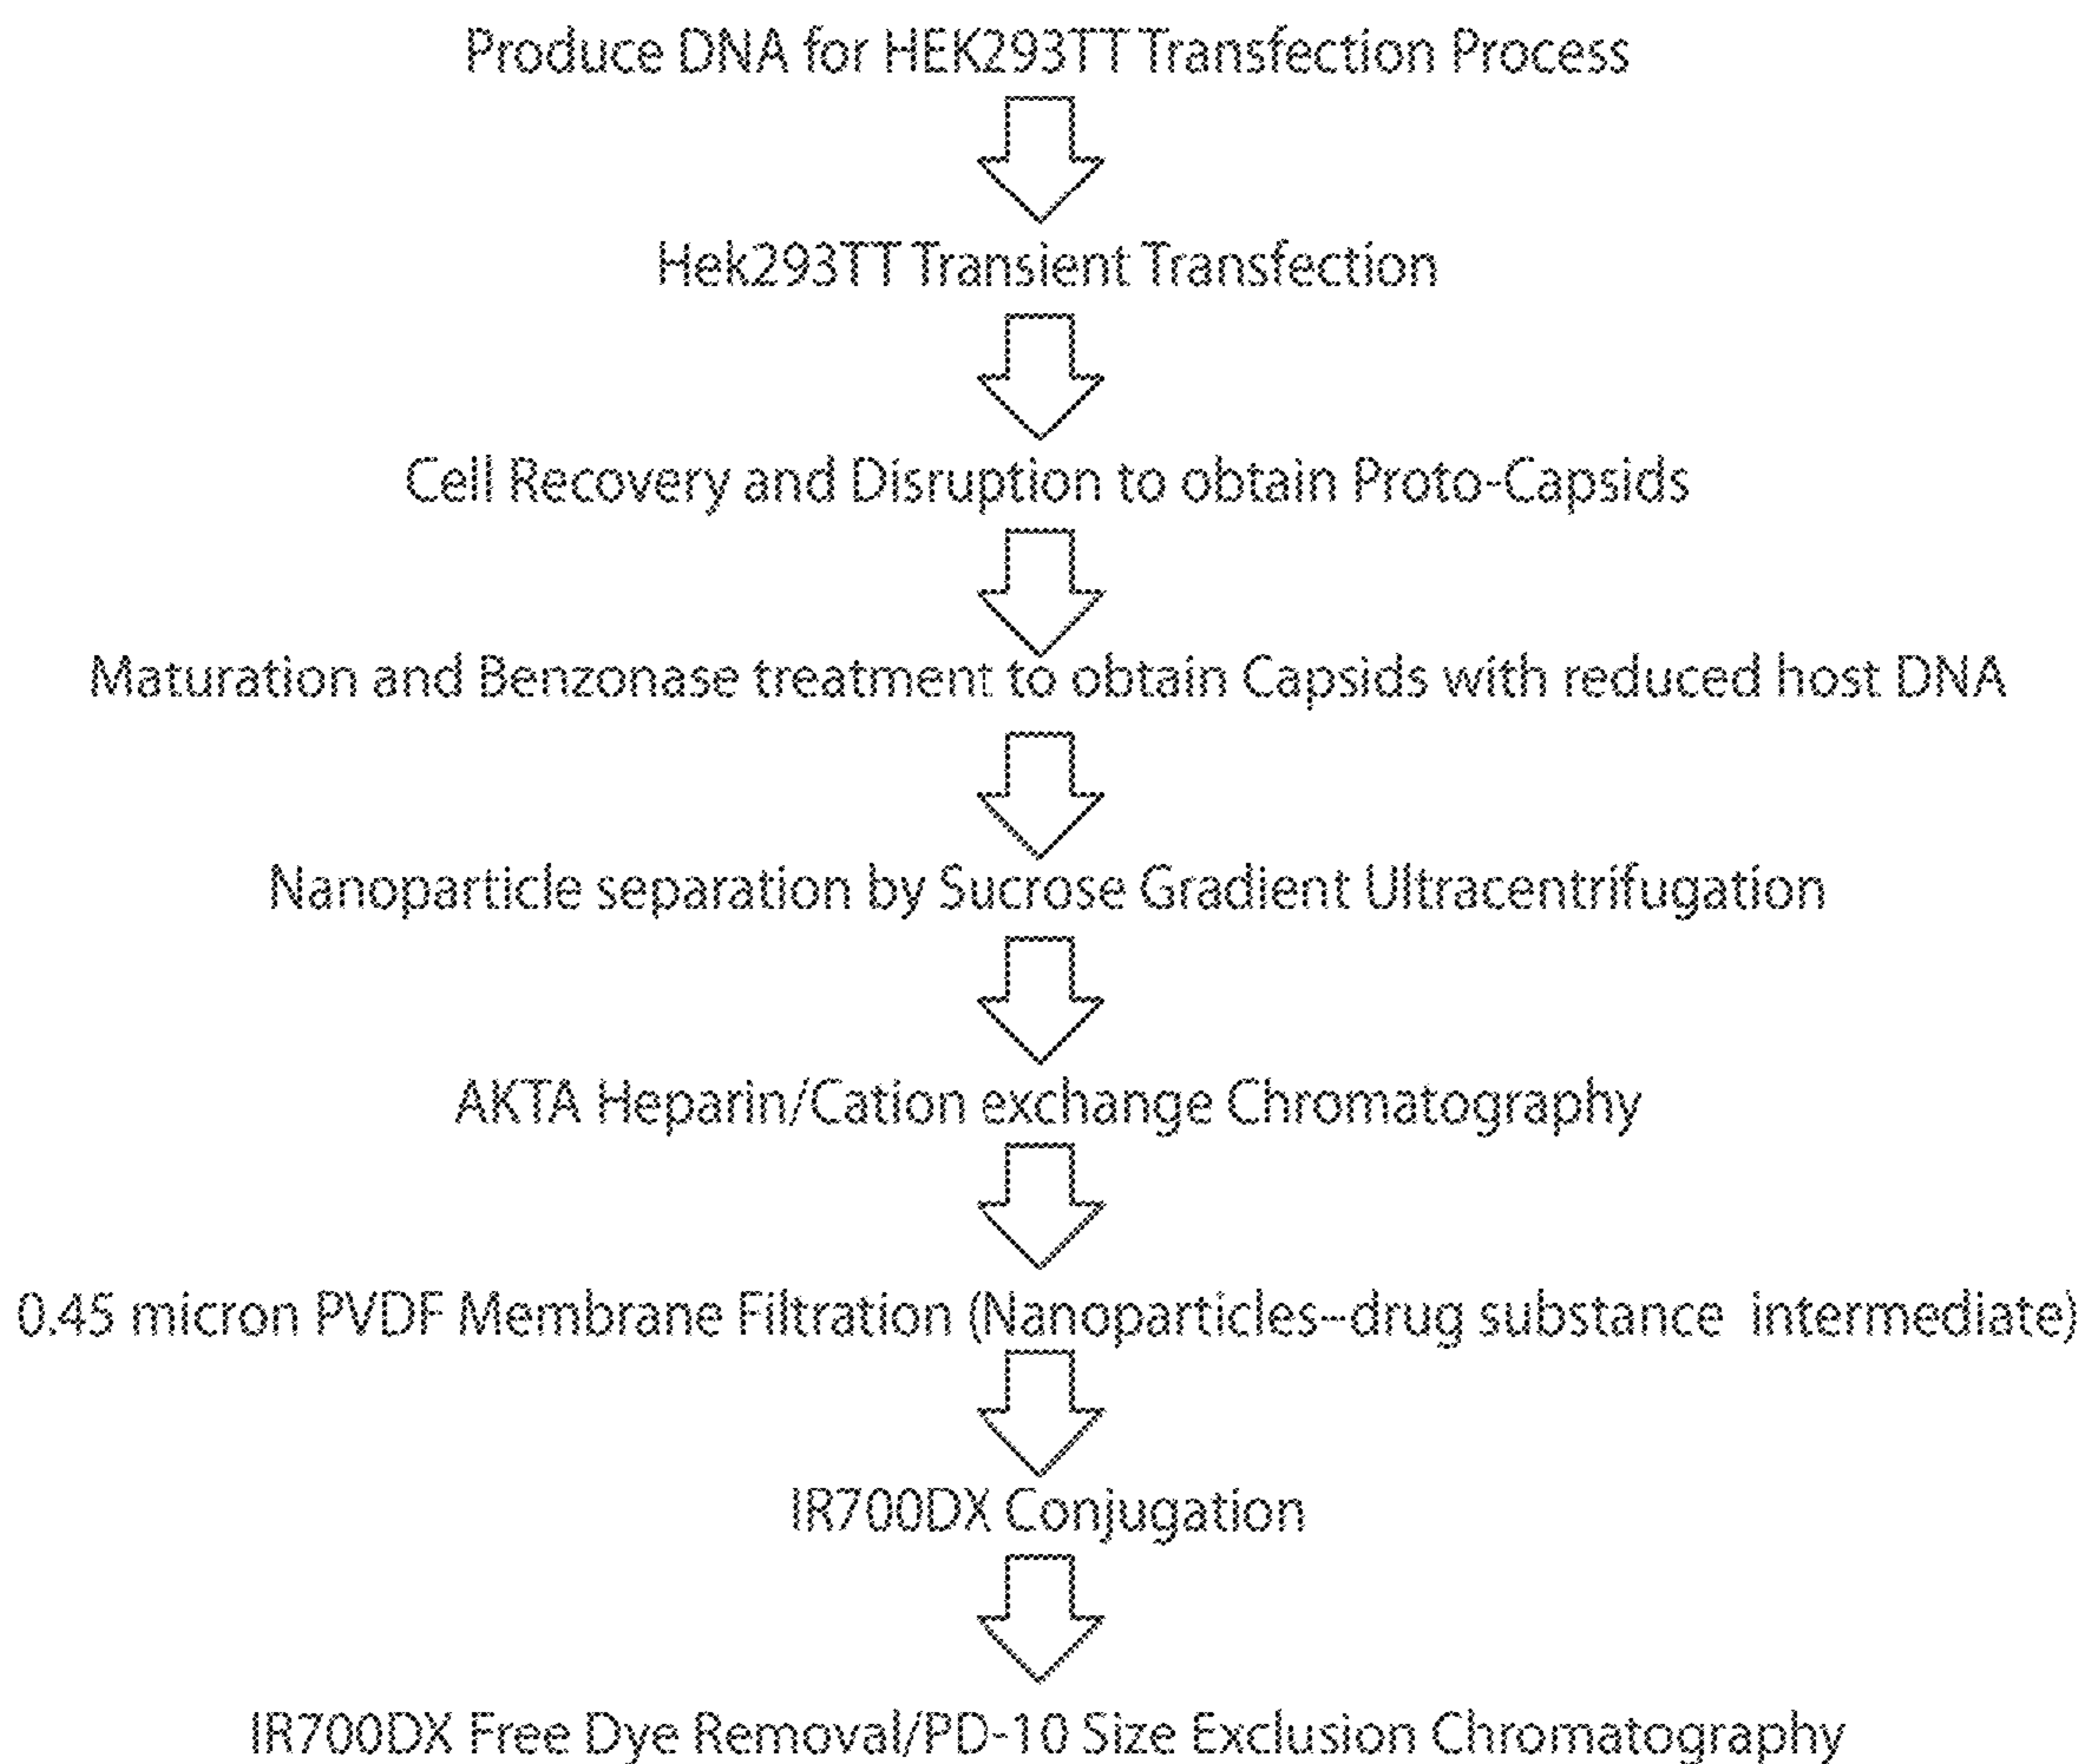 Produce DNA for HEK293TT Transfection Process
Hek293TT Transient Transfection
Cell Recovery and Disruption to obtain Proto-Capsids
Maturation and Benzonase treatment to obtain Capsids with reduced host DNA
Nanoparticle separation by Sucrose Gradient Ultracentrifugation
AKTA Heparin/Cation exchange Chromatography
0.45 micron PVDF Membrane Filtration (Nanoparticles--drug substance intermediate)
IR700DX Conjugation
IR700DX Free Dye Removal/PD-10 Size Exclusion Chromatography